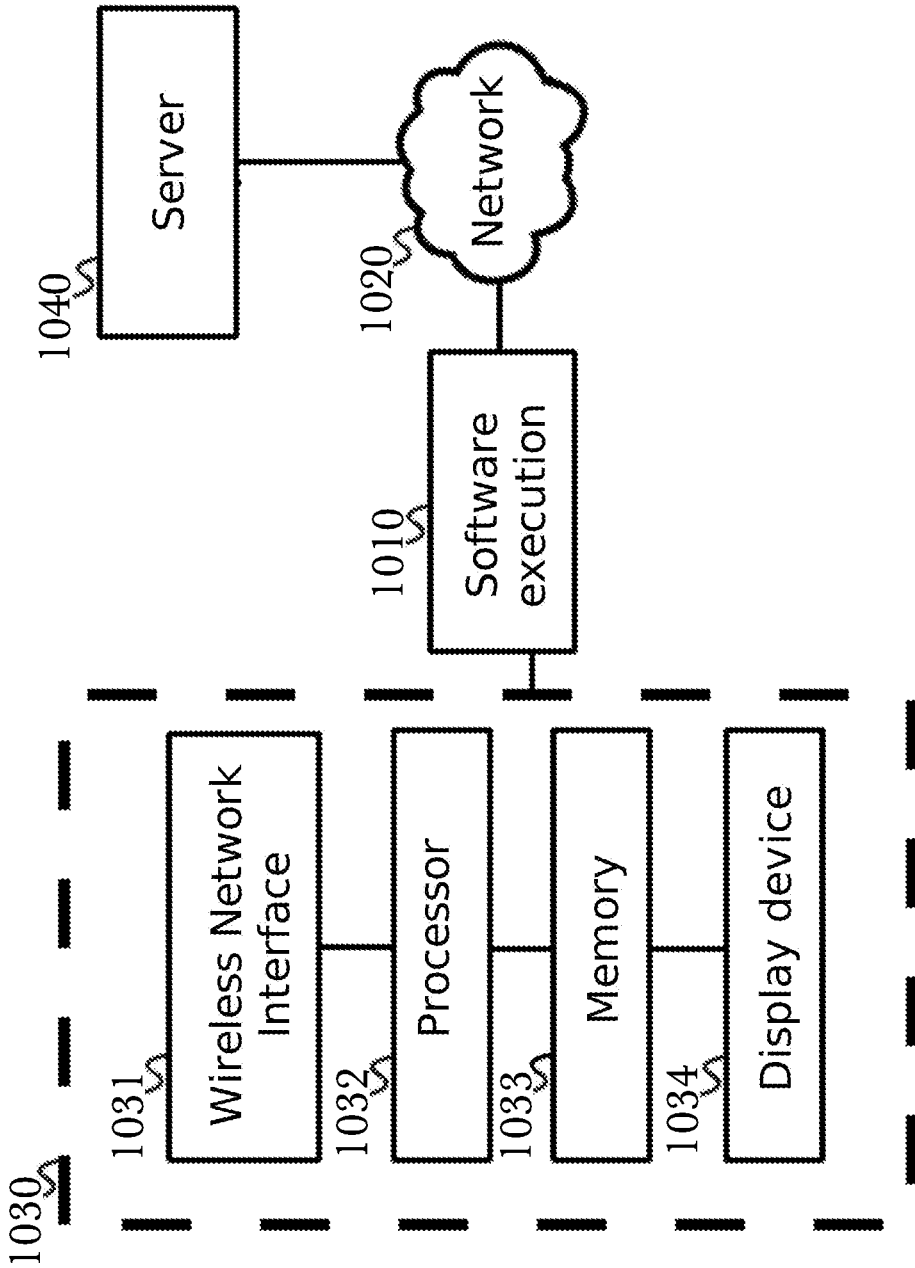 1030
1031
Wireless Network
Interface
1032
Processor
1033
Memory
1034
Display device
1010
Software
execution
1020
Network
1040
Server